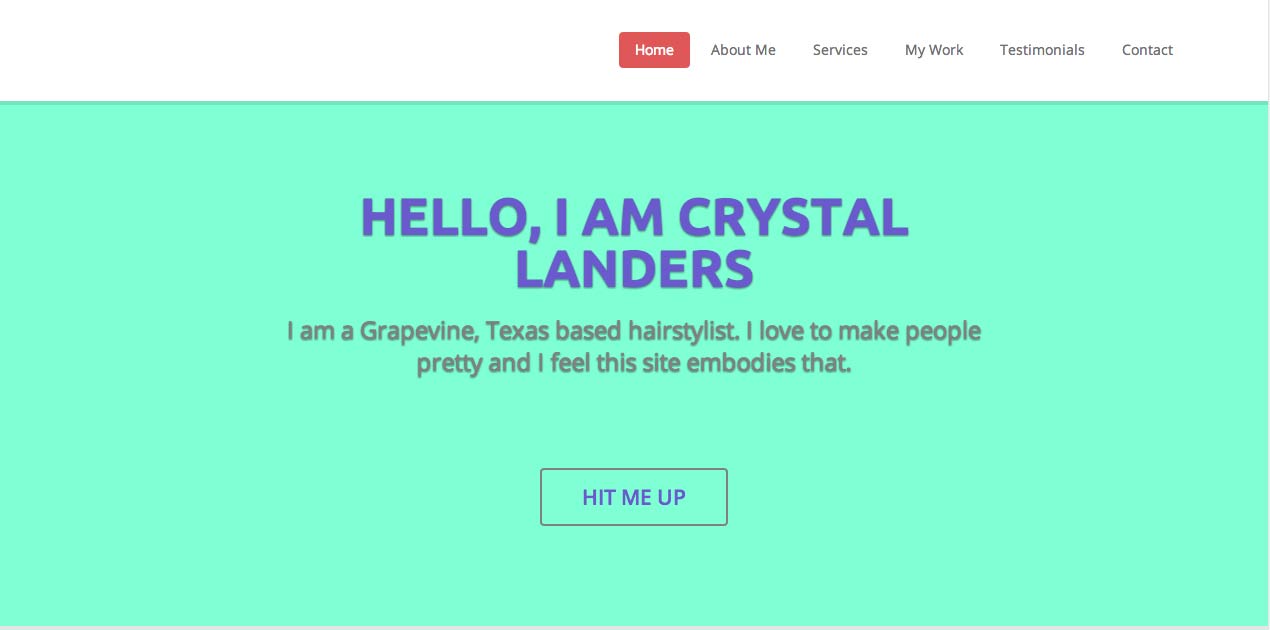 Home About Me Services My Work Testimonials Contact
HELLO, I AM CRYSTAL
LANDERS
I am a Grapevine, Texas based hairstylist. I love to make people
pretty and I feel this site embodies that.
HIT ME UP